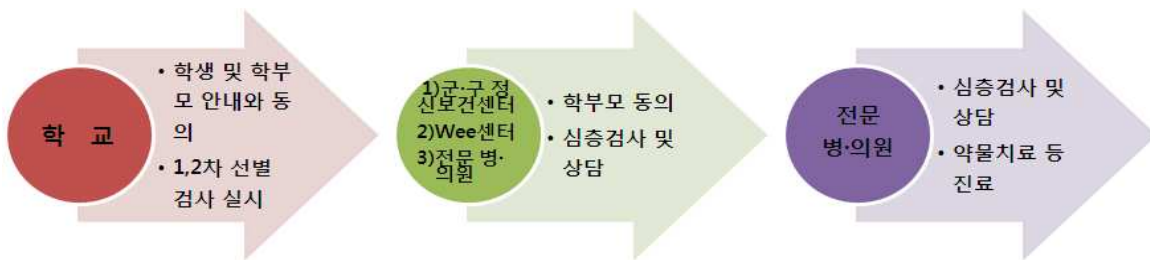 학 교
• 학생 및 학부
모 안내와 동
의
• 1,2차 선별
검사 실시
1)군·구 정
신보건센터
2)Wee센터
3)전문 병·
의원
• 학부모 동의
• 심층검사 및
상담
전문
병·의원
• 심층검사 및
상담
• 약물치료 등
진료